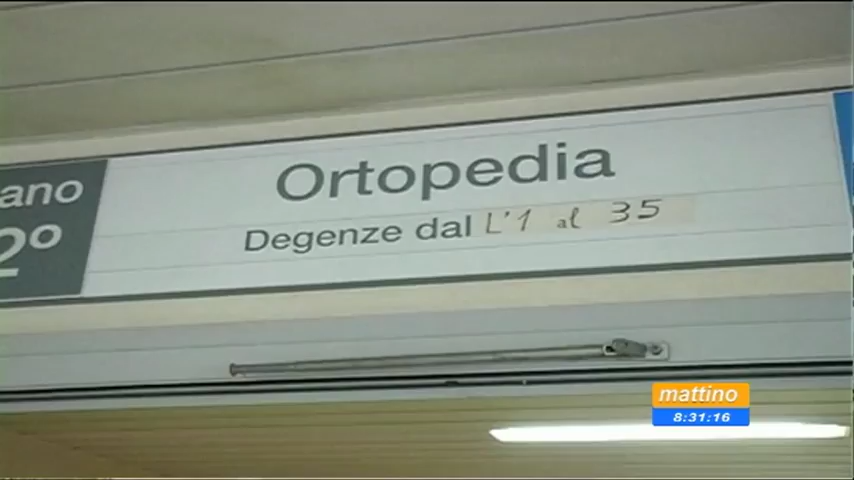 ano
2º
Ortopedia
Degenze dal L'1 al 35
mattino
8:31:16